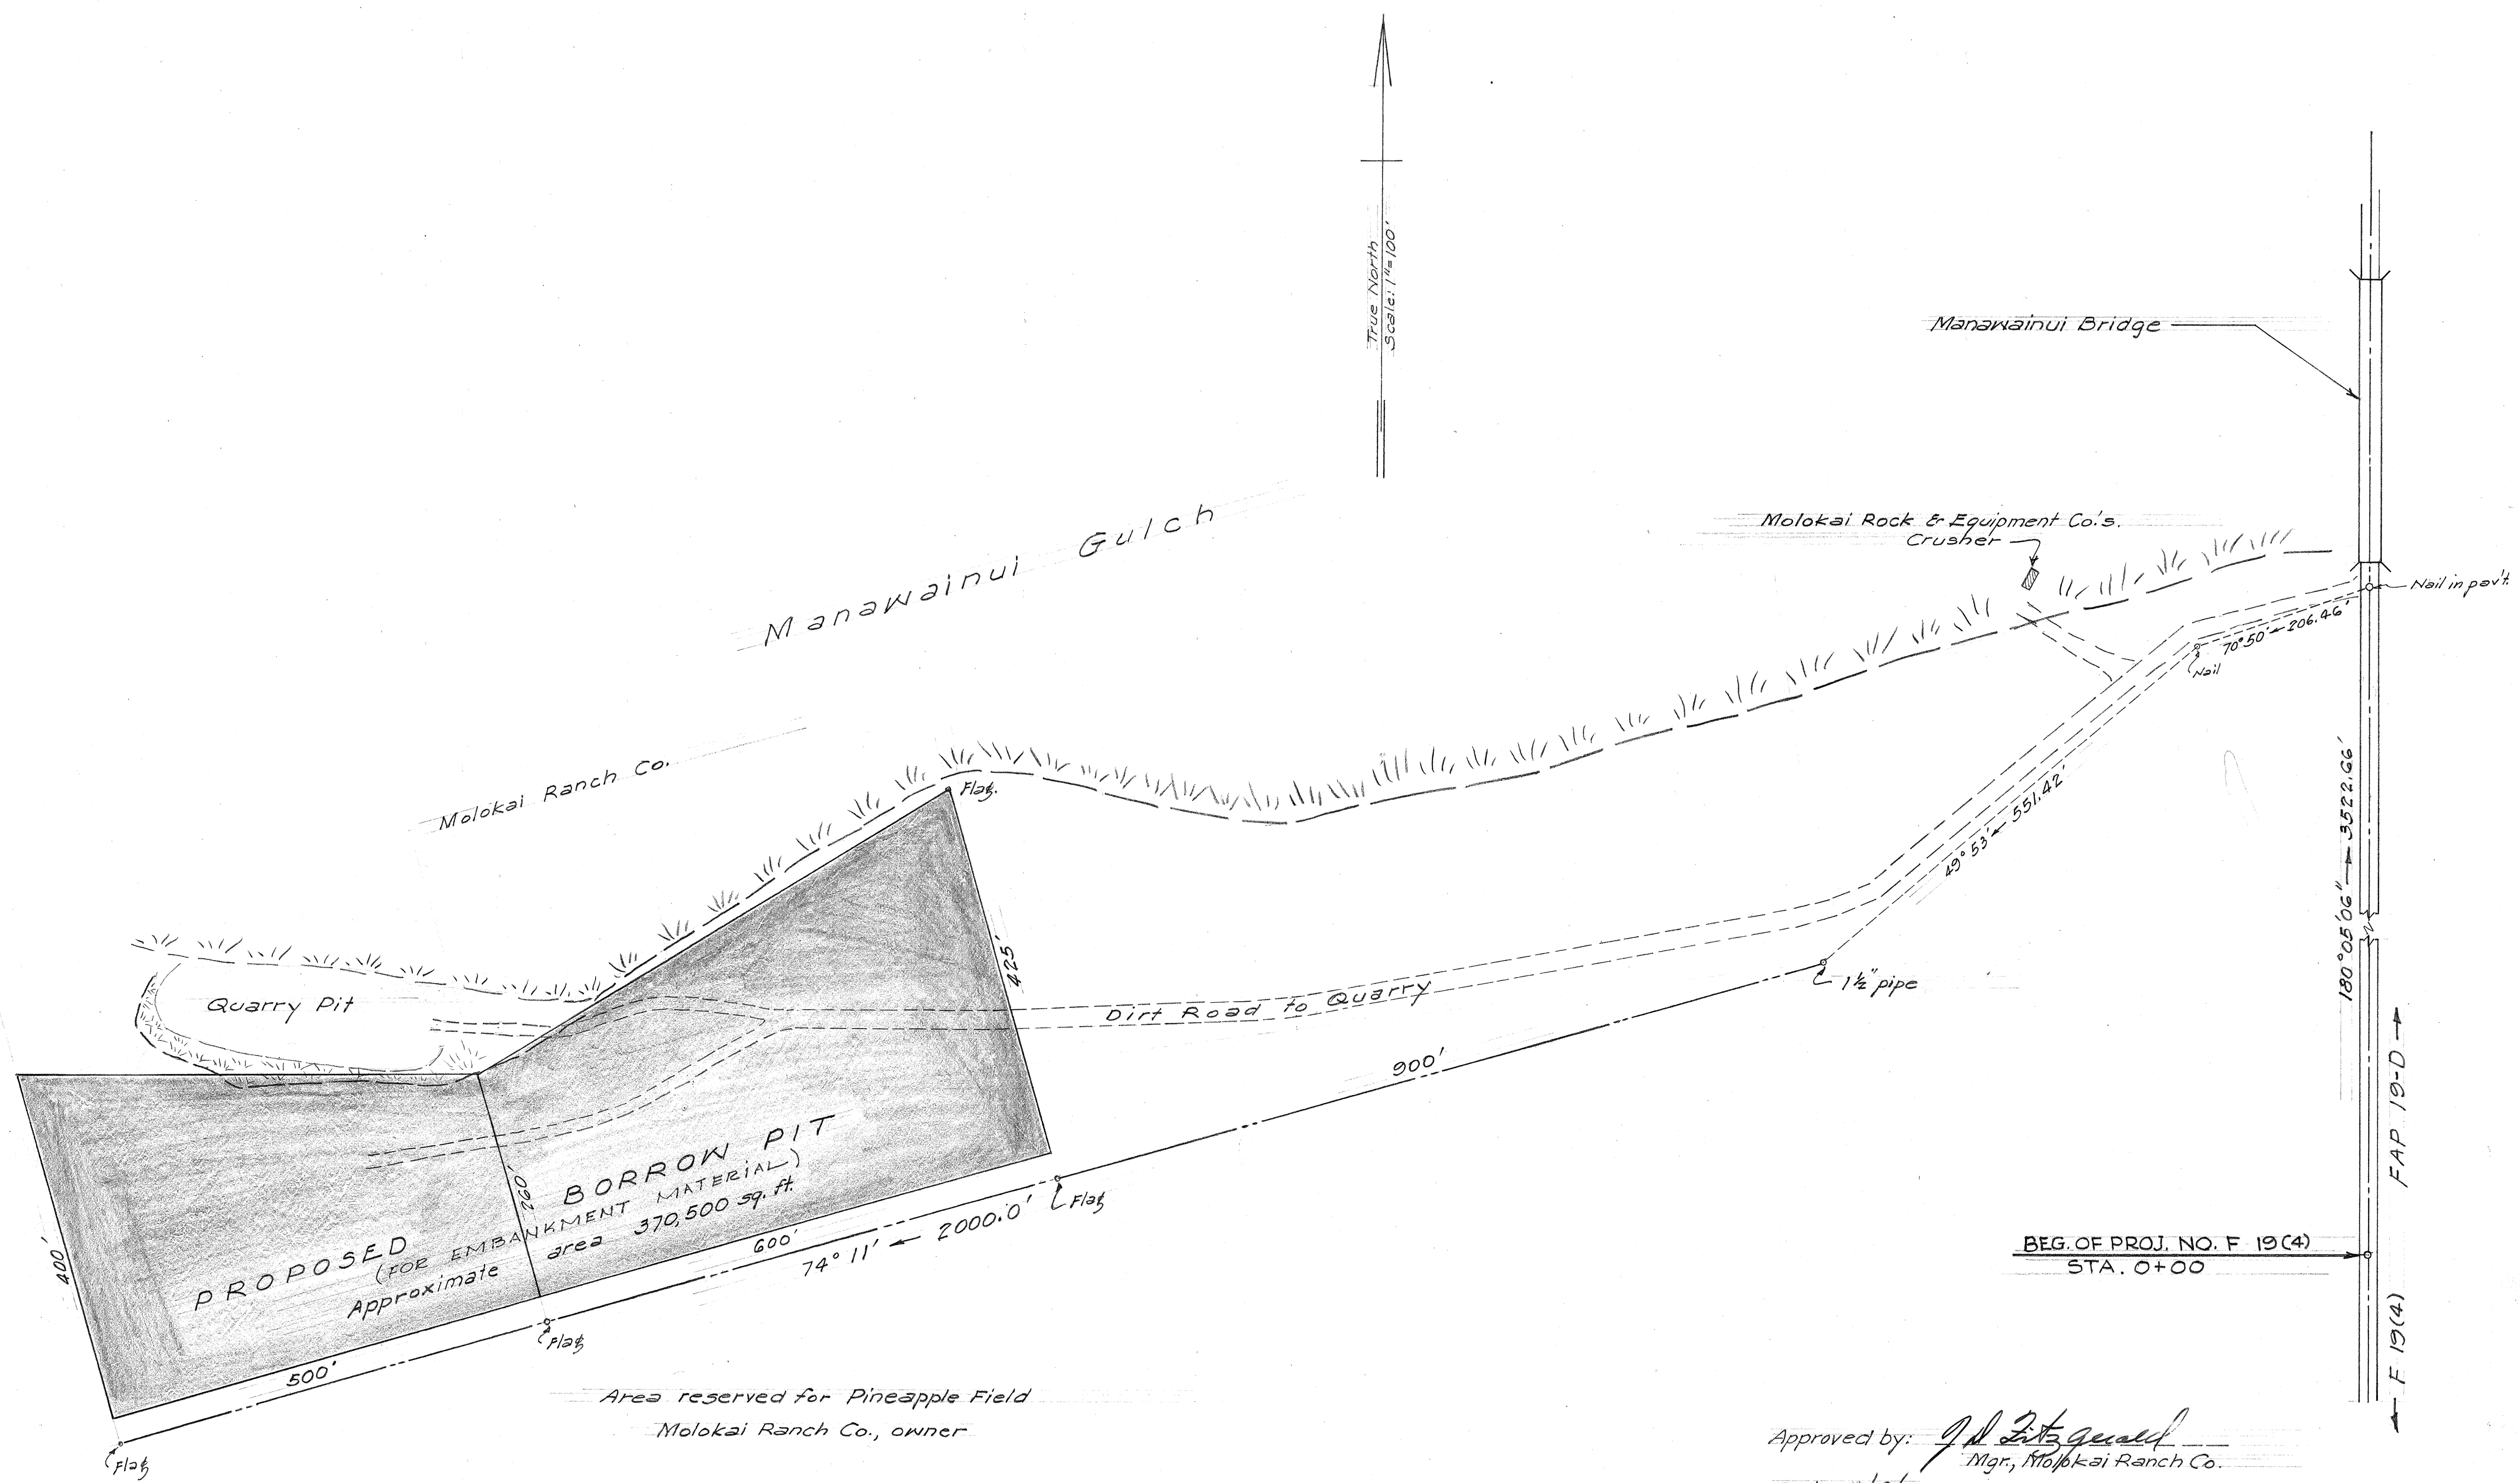 True North
Scale: 1"= 100'
Manawainui Bridge
Manawainui Gulch
Molokai Rock & Equipment Co.'s.
Crusher
Nail in pav't.
70° 50' 206.46'
Nail
Molokai Ranch Co.
Flag.
49° 53' 551.42'
180° 05' 06" 3522.66'
425'
1½" pipe
Quarry Pit
Dirt Road to Quarry
900'
FAP 19-D
260'
PROPOSED BORROW PIT
(FOR EMBANKMENT MATERIAL)
Approximate area 370,500 sq. ft.
400'
600'
74° 11' 2000.0'
Flag
Flag
500'
Flag
BEG. OF PROJ. NO. F 19(4)
STA. 0+00
F 19(4)
Area reserved for Pineapple Field
Molokai Ranch Co., owner
Approved by: J D Fitzgerald
Mgr., Molokai Ranch Co.